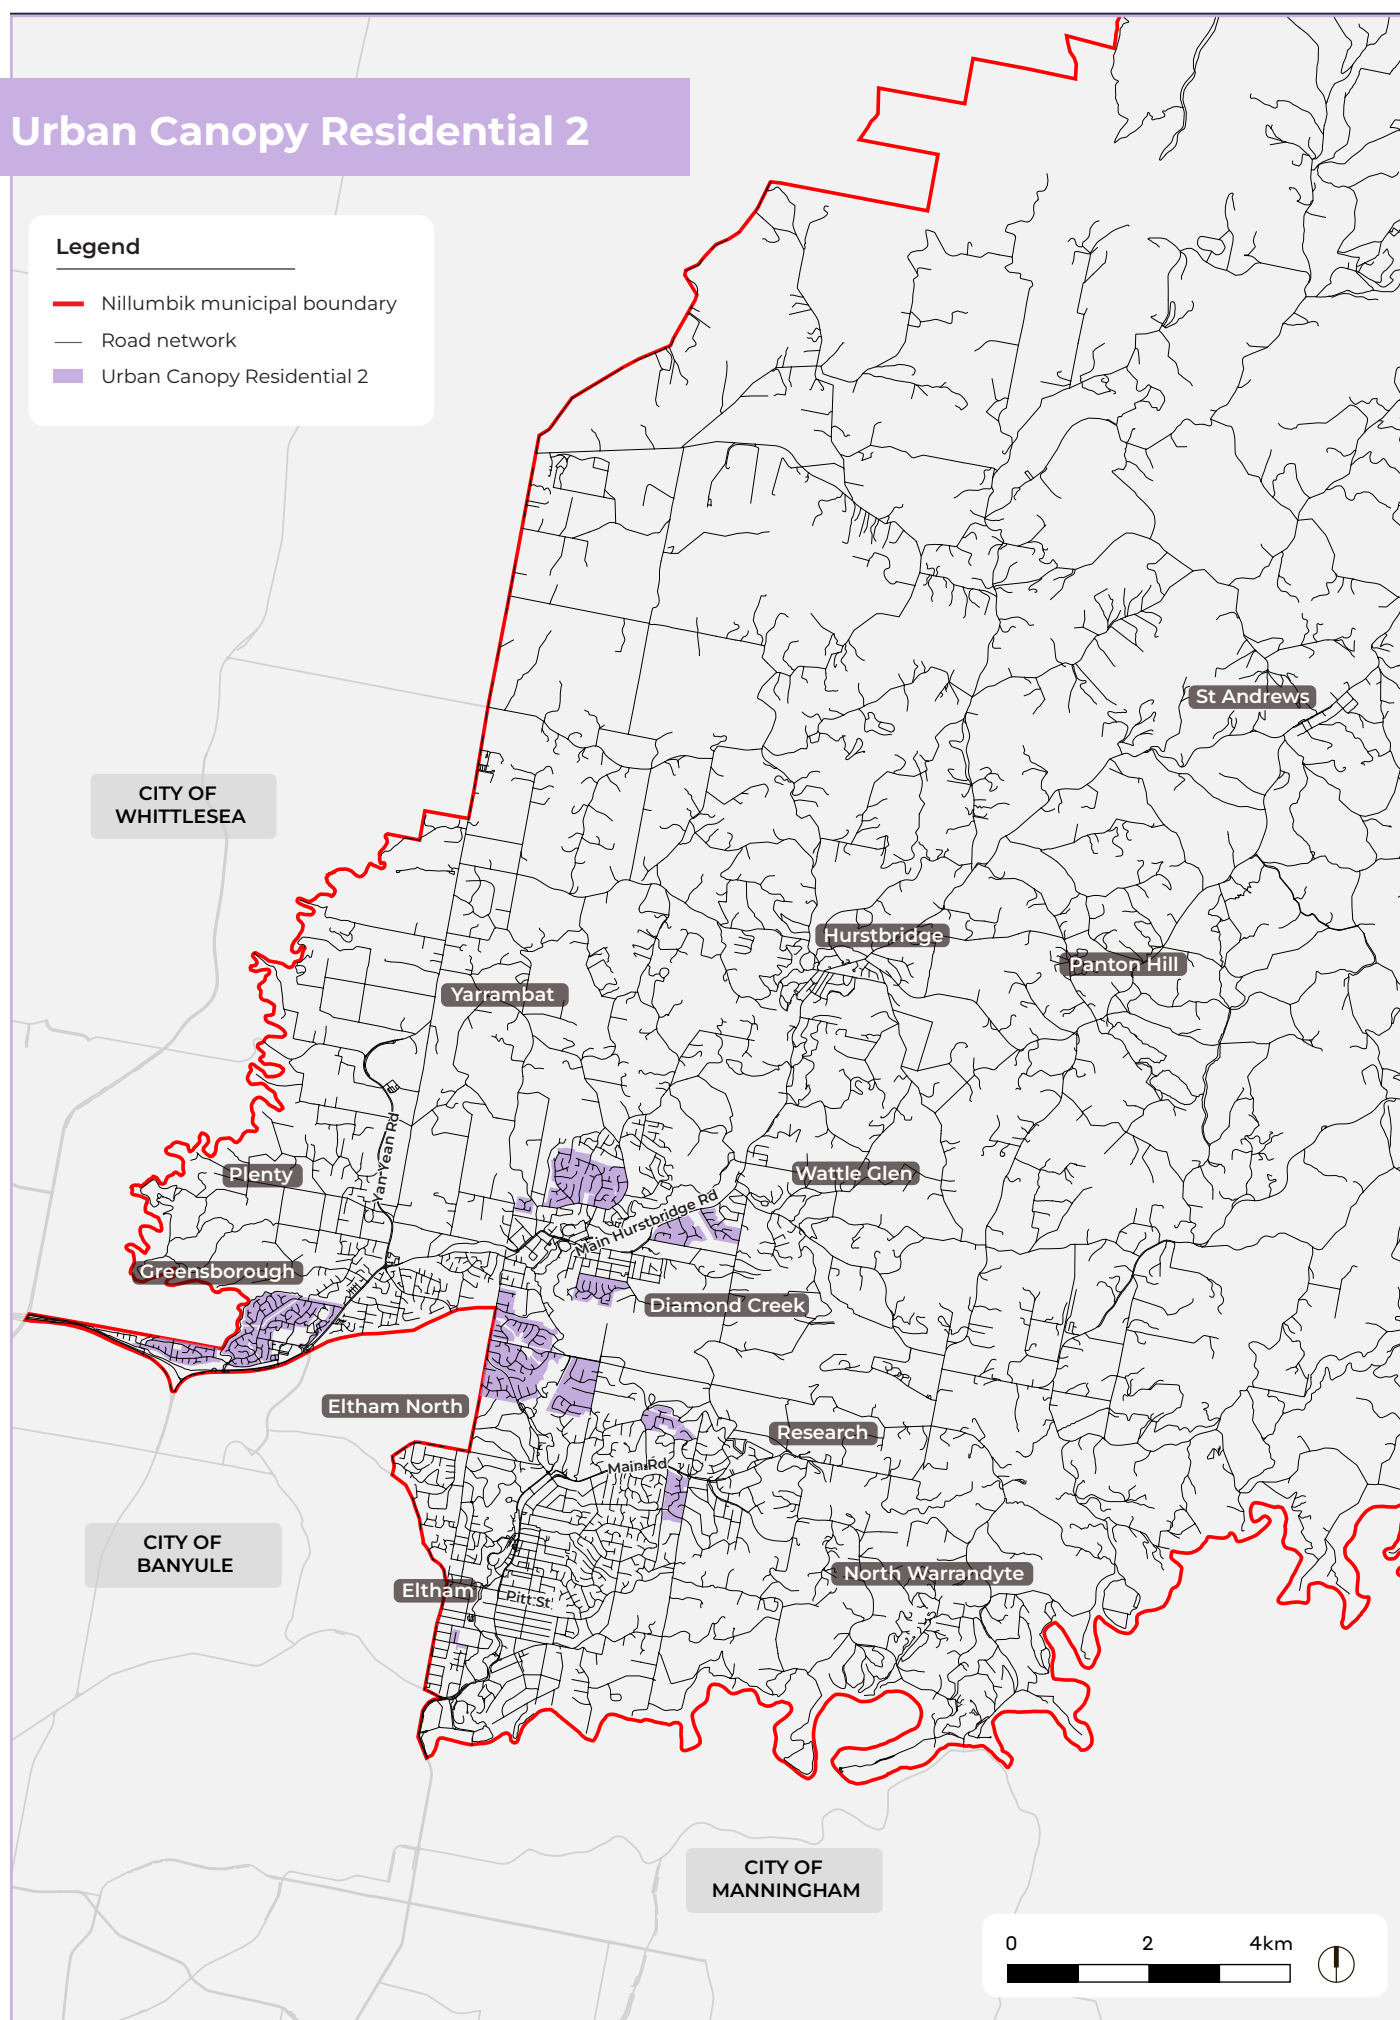 Urban Canopy Residential 2
Legend
Nillumbik municipal boundary
Road network
Urban Canopy Residential 2
St Andrews
CITY OF
WHITTLESEA
Hurstbridge
Panton Hill
Yarrambat
Yan Yean Rd
Plenty
Wattle Glen
Main Hurstbridge Rd
Greensborough
Diamond Creek
Eltham North
Research
Main Rd
CITY OF
BANYULE
North Warrandyte
Eltham
Pitt St
CITY OF
MANNINGHAM
0 2 4km